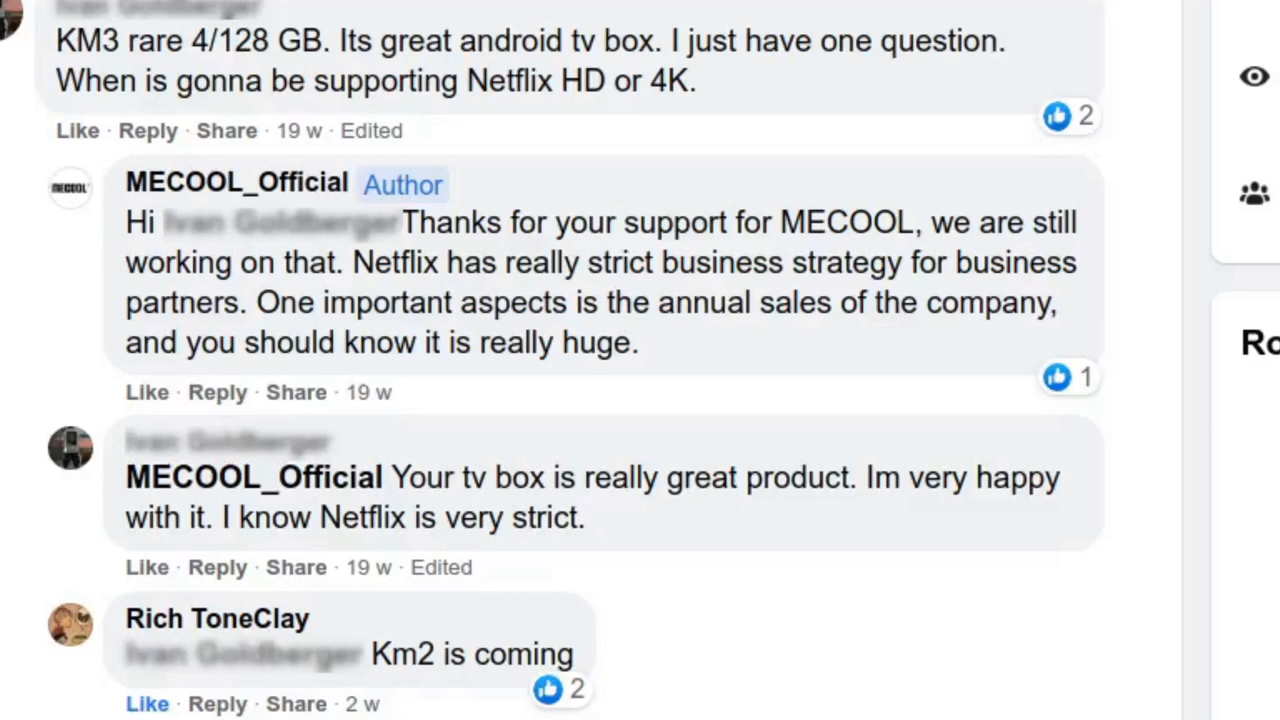 KM3 rare 4/128 GB. Its great android tv box. I just have one question.
When is gonna be supporting Netflix HD or 4K.
Like · Reply · Share · 19 w · Edited
2
MECOOL_Official Author
MECOOL
Hi Thanks for your support for MECOOL, we are still
working on that. Netflix has really strict business strategy for business
partners. One important aspects is the annual sales of the company,
and you should know it is really huge.
1
Like · Reply · Share · 19 w
MECOOL_Official Your tv box is really great product. Im very happy
with it. I know Netflix is very strict.
Like · Reply · Share · 19 w · Edited
Rich ToneClay
Km2 is coming
2
Like · Reply · Share · 2 w
Ro